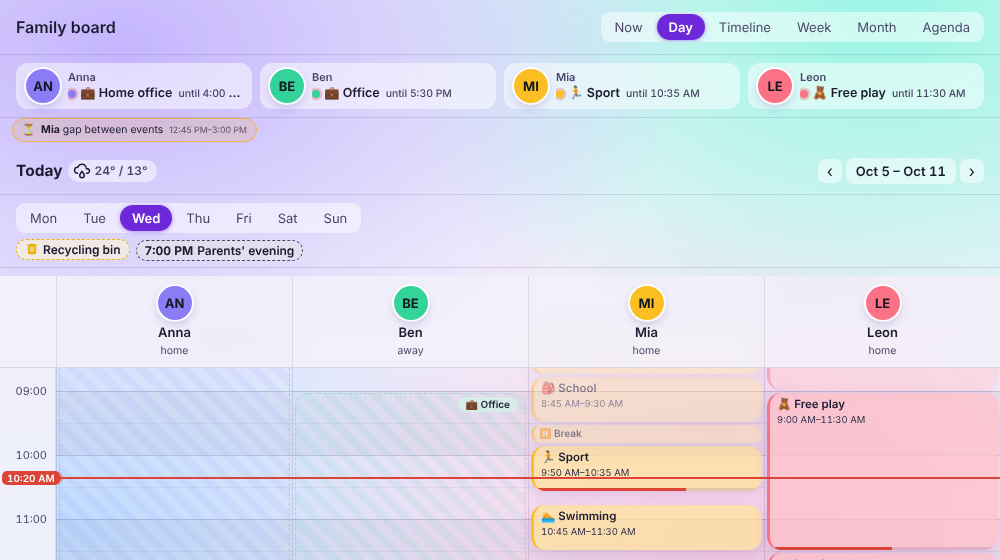 Family board
Now Day Timeline Week Month Agenda
AN Anna
💼 Home office until 4:00 ...
BE Ben
💼 Office until 5:30 PM
MI Mia
🏃 Sport until 10:35 AM
LE Leon
🧸 Free play until 11:30 AM
⏳ Mia gap between events 12:45 PM–3:00 PM
Today 24° / 13°
‹ Oct 5 – Oct 11 ›
Mon Tue Wed Thu Fri Sat Sun
Recycling bin 7:00 PM Parents' evening
AN BE MI LE
Anna Ben Mia Leon
home away home home
09:00
💼 Office
🎒 School
8:45 AM–9:30 AM
🧸 Free play
9:00 AM–11:30 AM
Break
10:00
🏃 Sport
9:50 AM–10:35 AM
10:20 AM
11:00
🏊 Swimming
10:45 AM–11:30 AM